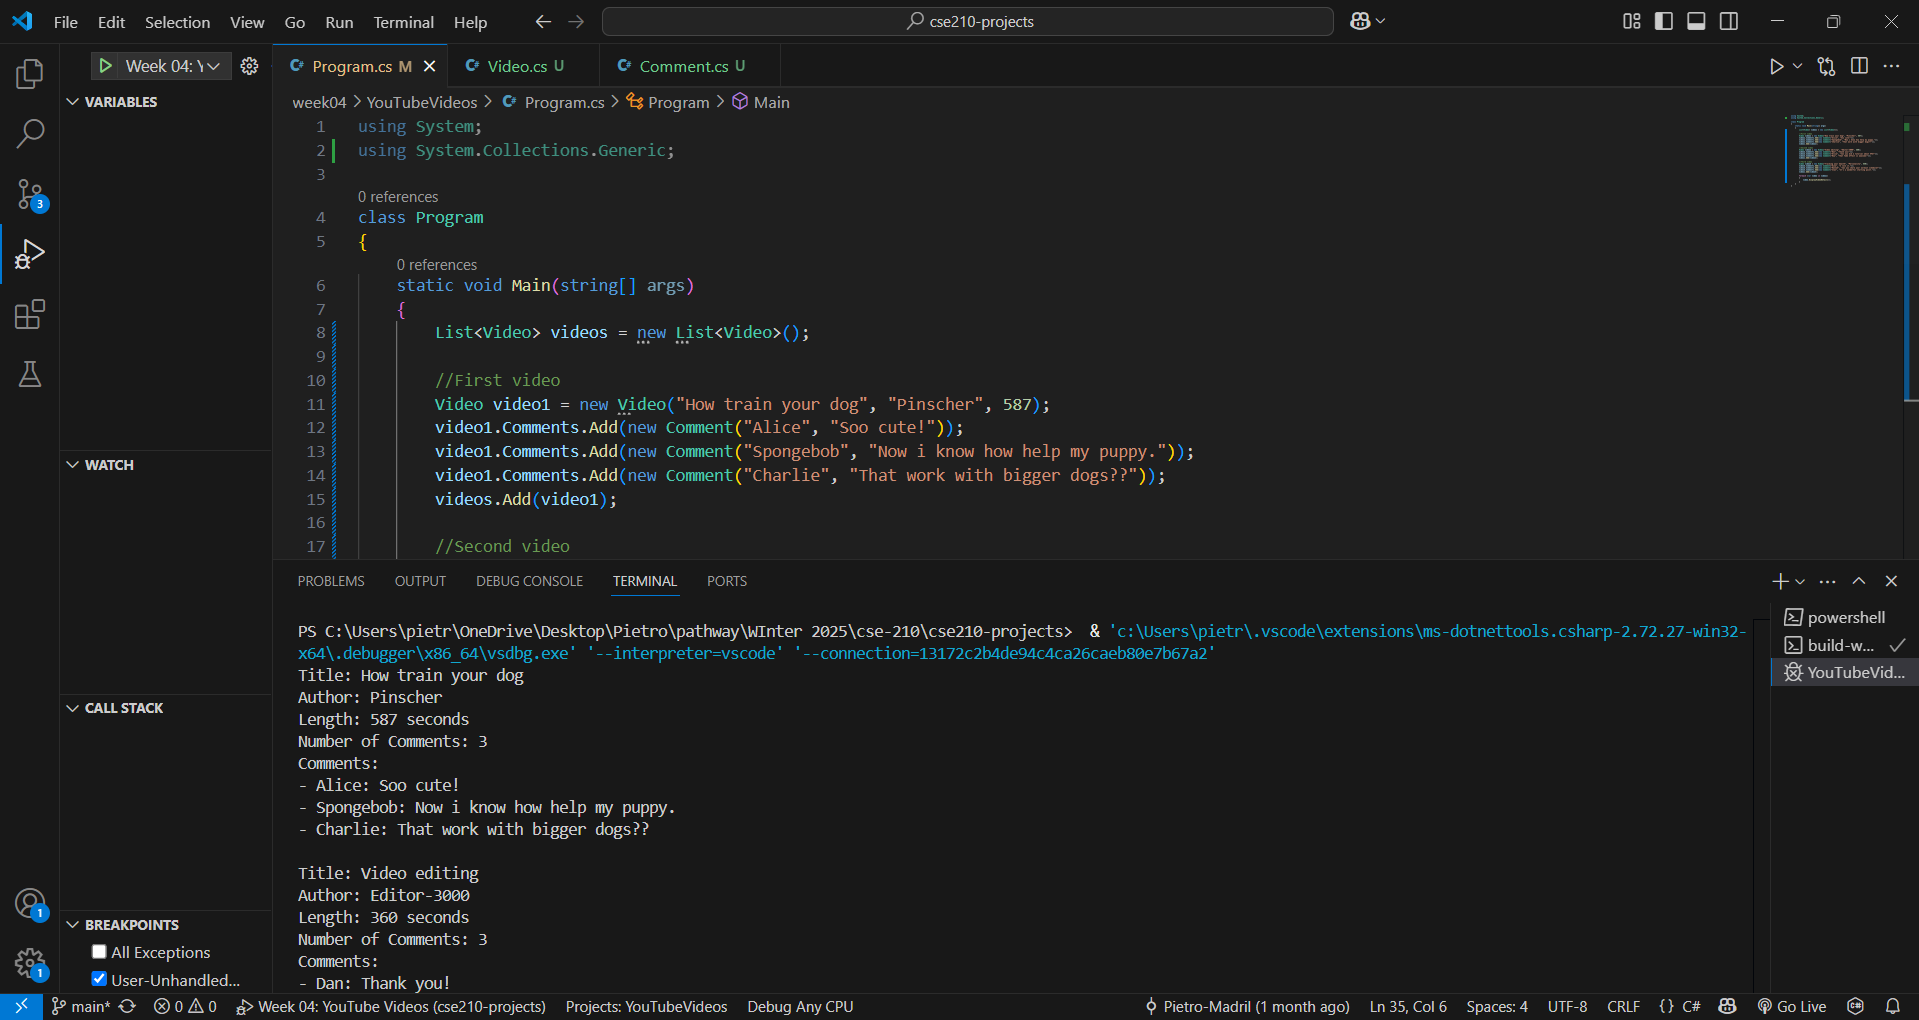 File Edit Selection View Go Run Terminal Help
cse210-projects
Week 04: Y
Program.cs M
Video.cs U
Comment.cs U
VARIABLES
WATCH
CALL STACK
BREAKPOINTS
All Exceptions
User-Unhandled...
3
1
1
week04 > YouTubeVideos > Program.cs > Program > Main
1 using System;
2 using System.Collections.Generic;
3
0 references
4 class Program
5 {
0 references
6 static void Main(string[] args)
7 {
8 List<Video> videos = new List<Video>();
9
10 //First video
11 Video video1 = new Video("How train your dog", "Pinscher", 587);
12 video1.Comments.Add(new Comment("Alice", "Soo cute!"));
13 video1.Comments.Add(new Comment("Spongebob", "Now i know how help my puppy."));
14 video1.Comments.Add(new Comment("Charlie", "That work with bigger dogs??"));
15 videos.Add(video1);
16
17 //Second video
PROBLEMS OUTPUT DEBUG CONSOLE TERMINAL PORTS
PS C:\Users\pietr\OneDrive\Desktop\Pietro\pathway\WInter 2025\cse-210\cse210-projects> & 'c:\Users\pietr\.vscode\extensions\ms-dotnettools.csharp-2.72.27-win32-
x64\.debugger\x86_64\vsdbg.exe' '--interpreter=vscode' '--connection=13172c2b4de94c4ca26caeb80e7b67a2'
Title: How train your dog
Author: Pinscher
Length: 587 seconds
Number of Comments: 3
Comments:
- Alice: Soo cute!
- Spongebob: Now i know how help my puppy.
- Charlie: That work with bigger dogs??
Title: Video editing
Author: Editor-3000
Length: 360 seconds
Number of Comments: 3
Comments:
- Dan: Thank you!
powershell
build-w...
YouTubeVid...
main* 0 0 Week 04: YouTube Videos (cse210-projects) Projects: YouTubeVideos Debug Any CPU
Pietro-Madril (1 month ago) Ln 35, Col 6 Spaces: 4 UTF-8 CRLF {} C# Go Live